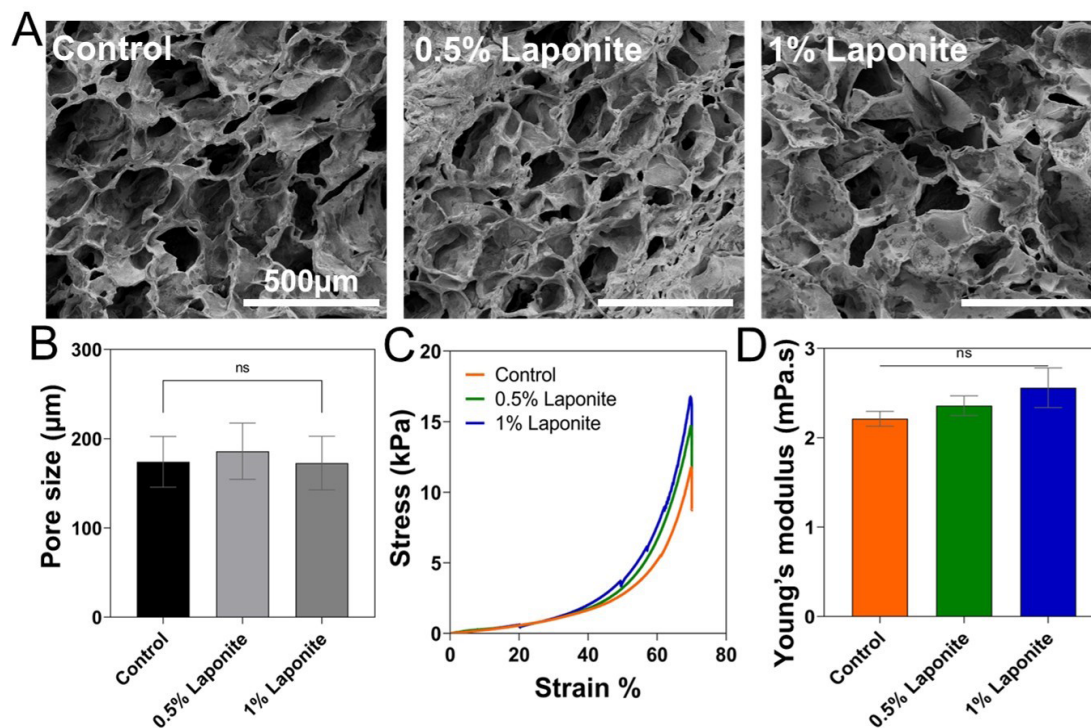 A
Control
0.5% Laponite
1% Laponite
500µm
B
Pore size (µm)
300
200
100
0
ns
Control
0.5% Laponite
1% Laponite
C
Stress (kPa)
20
15
10
5
0
Control
0.5% Laponite
1% Laponite
0 20 40 60 80
Strain %
D
Young's modulus (mPa.s)
3
2
1
0
ns
Control
0.5% Laponite
1% Laponite